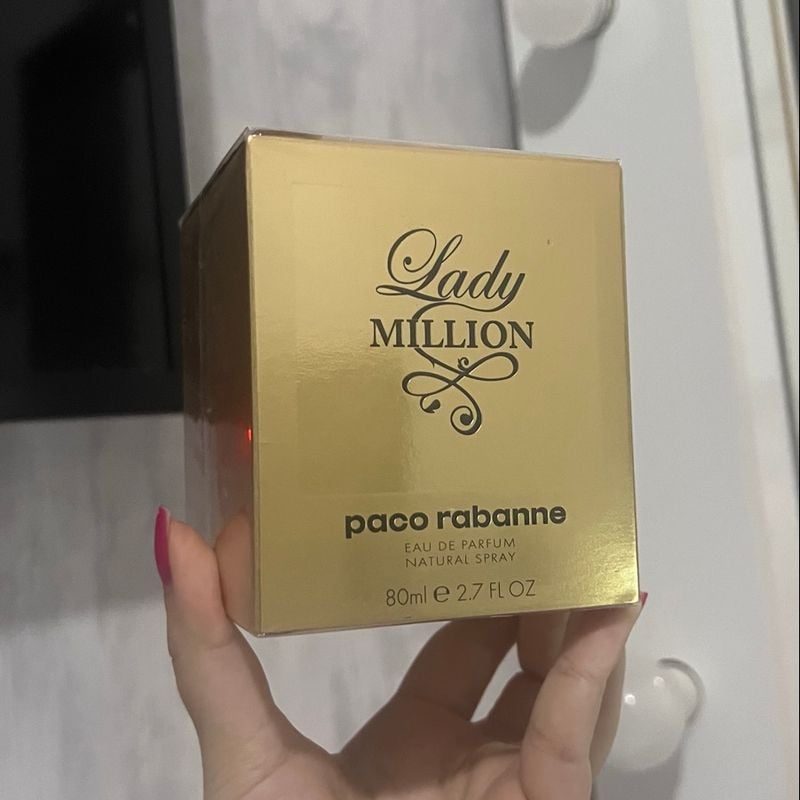 Lady
MILLION
paco rabanne
EAU DE PARFUM
NATURAL SPRAY
80ml ℮ 2.7 FL OZ